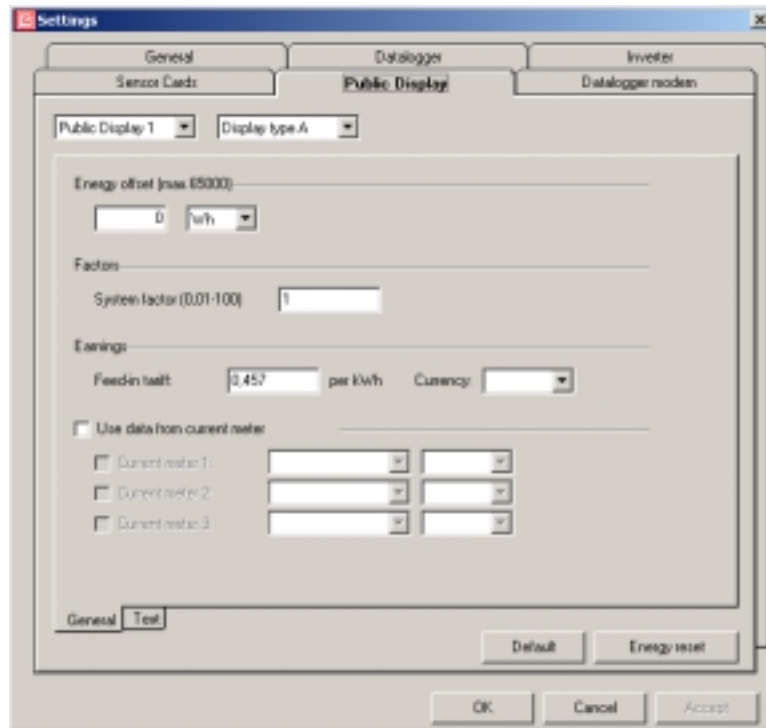 Settings
General Datalogger Inverter
Sensor Cards Public Display Datalogger modem
Public Display 1 Display type A
Energy offset (max. 65000)
0 Wh
Factors
System factor (0.01-100) 1
Earnings
Feed-in tariff: 0,457 per kWh Currency:
Use data from current meter
Current meter 1:
Current meter 2:
Current meter 3:
General Test
Default Energy reset
OK Cancel Accept